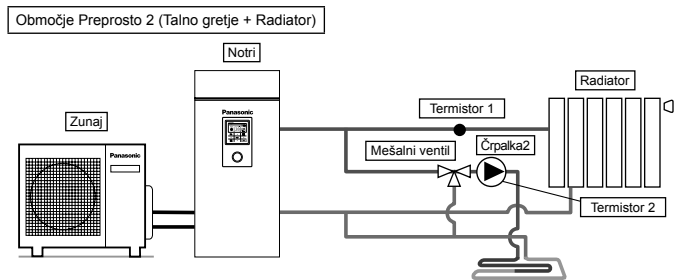 Območje Preprosto 2 (Talno gretje + Radiator)
Notri
Radiator
Panasonic
Termistor 1
Zunaj
Mešalni ventil
Črpalka2
Panasonic
Termistor 2